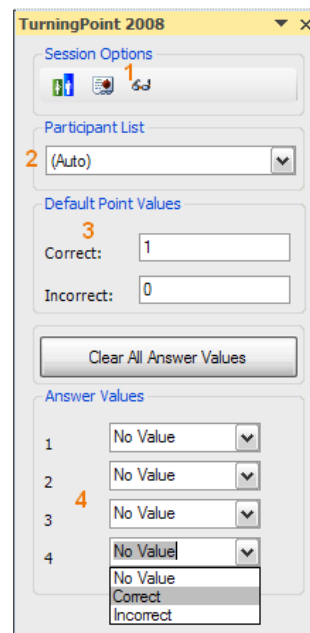 TurningPoint 2008
Session Options
1
Participant List
2 (Auto)
Default Point Values
3
Correct: 1
Incorrect: 0
Clear All Answer Values
Answer Values
1 No Value
2 No Value
4
3 No Value
4 No Value
No Value
Correct
Incorrect